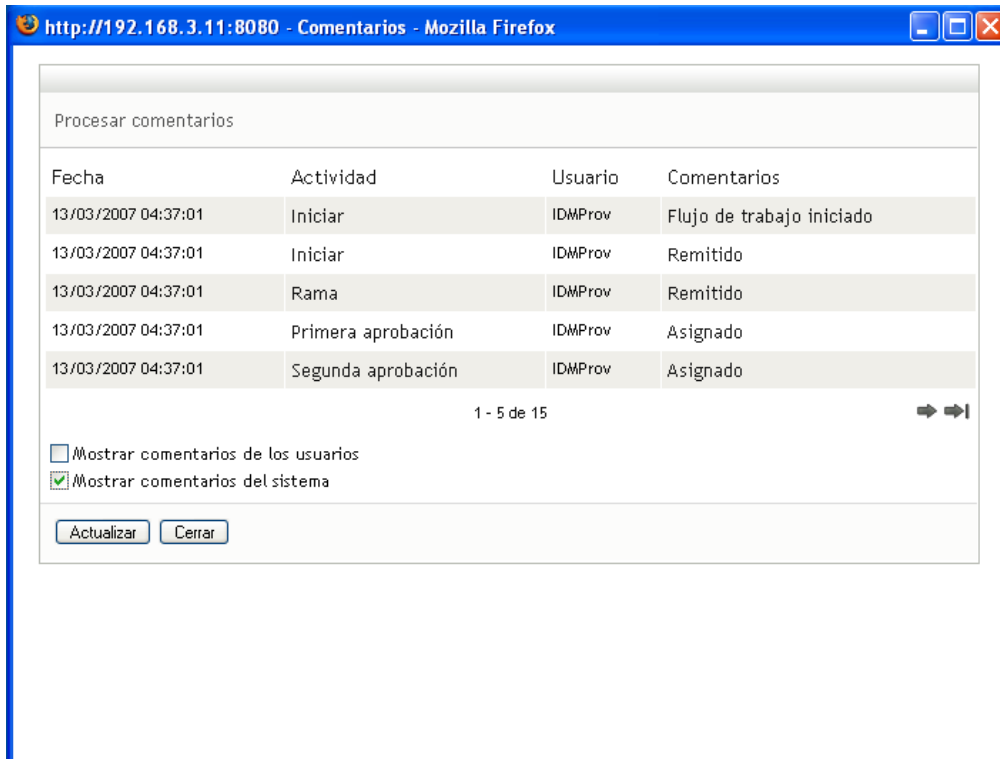 http://192.168.3.11:8080 - Comentarios - Mozilla Firefox
Procesar comentarios
Fecha Actividad Usuario Comentarios
13/03/2007 04:37:01 Iniciar IDMProv Flujo de trabajo iniciado
13/03/2007 04:37:01 Iniciar IDMProv Remitido
13/03/2007 04:37:01 Rama IDMProv Remitido
13/03/2007 04:37:01 Primera aprobación IDMProv Asignado
13/03/2007 04:37:01 Segunda aprobación IDMProv Asignado
1 - 5 de 15
Mostrar comentarios de los usuarios
Mostrar comentarios del sistema
Actualizar Cerrar